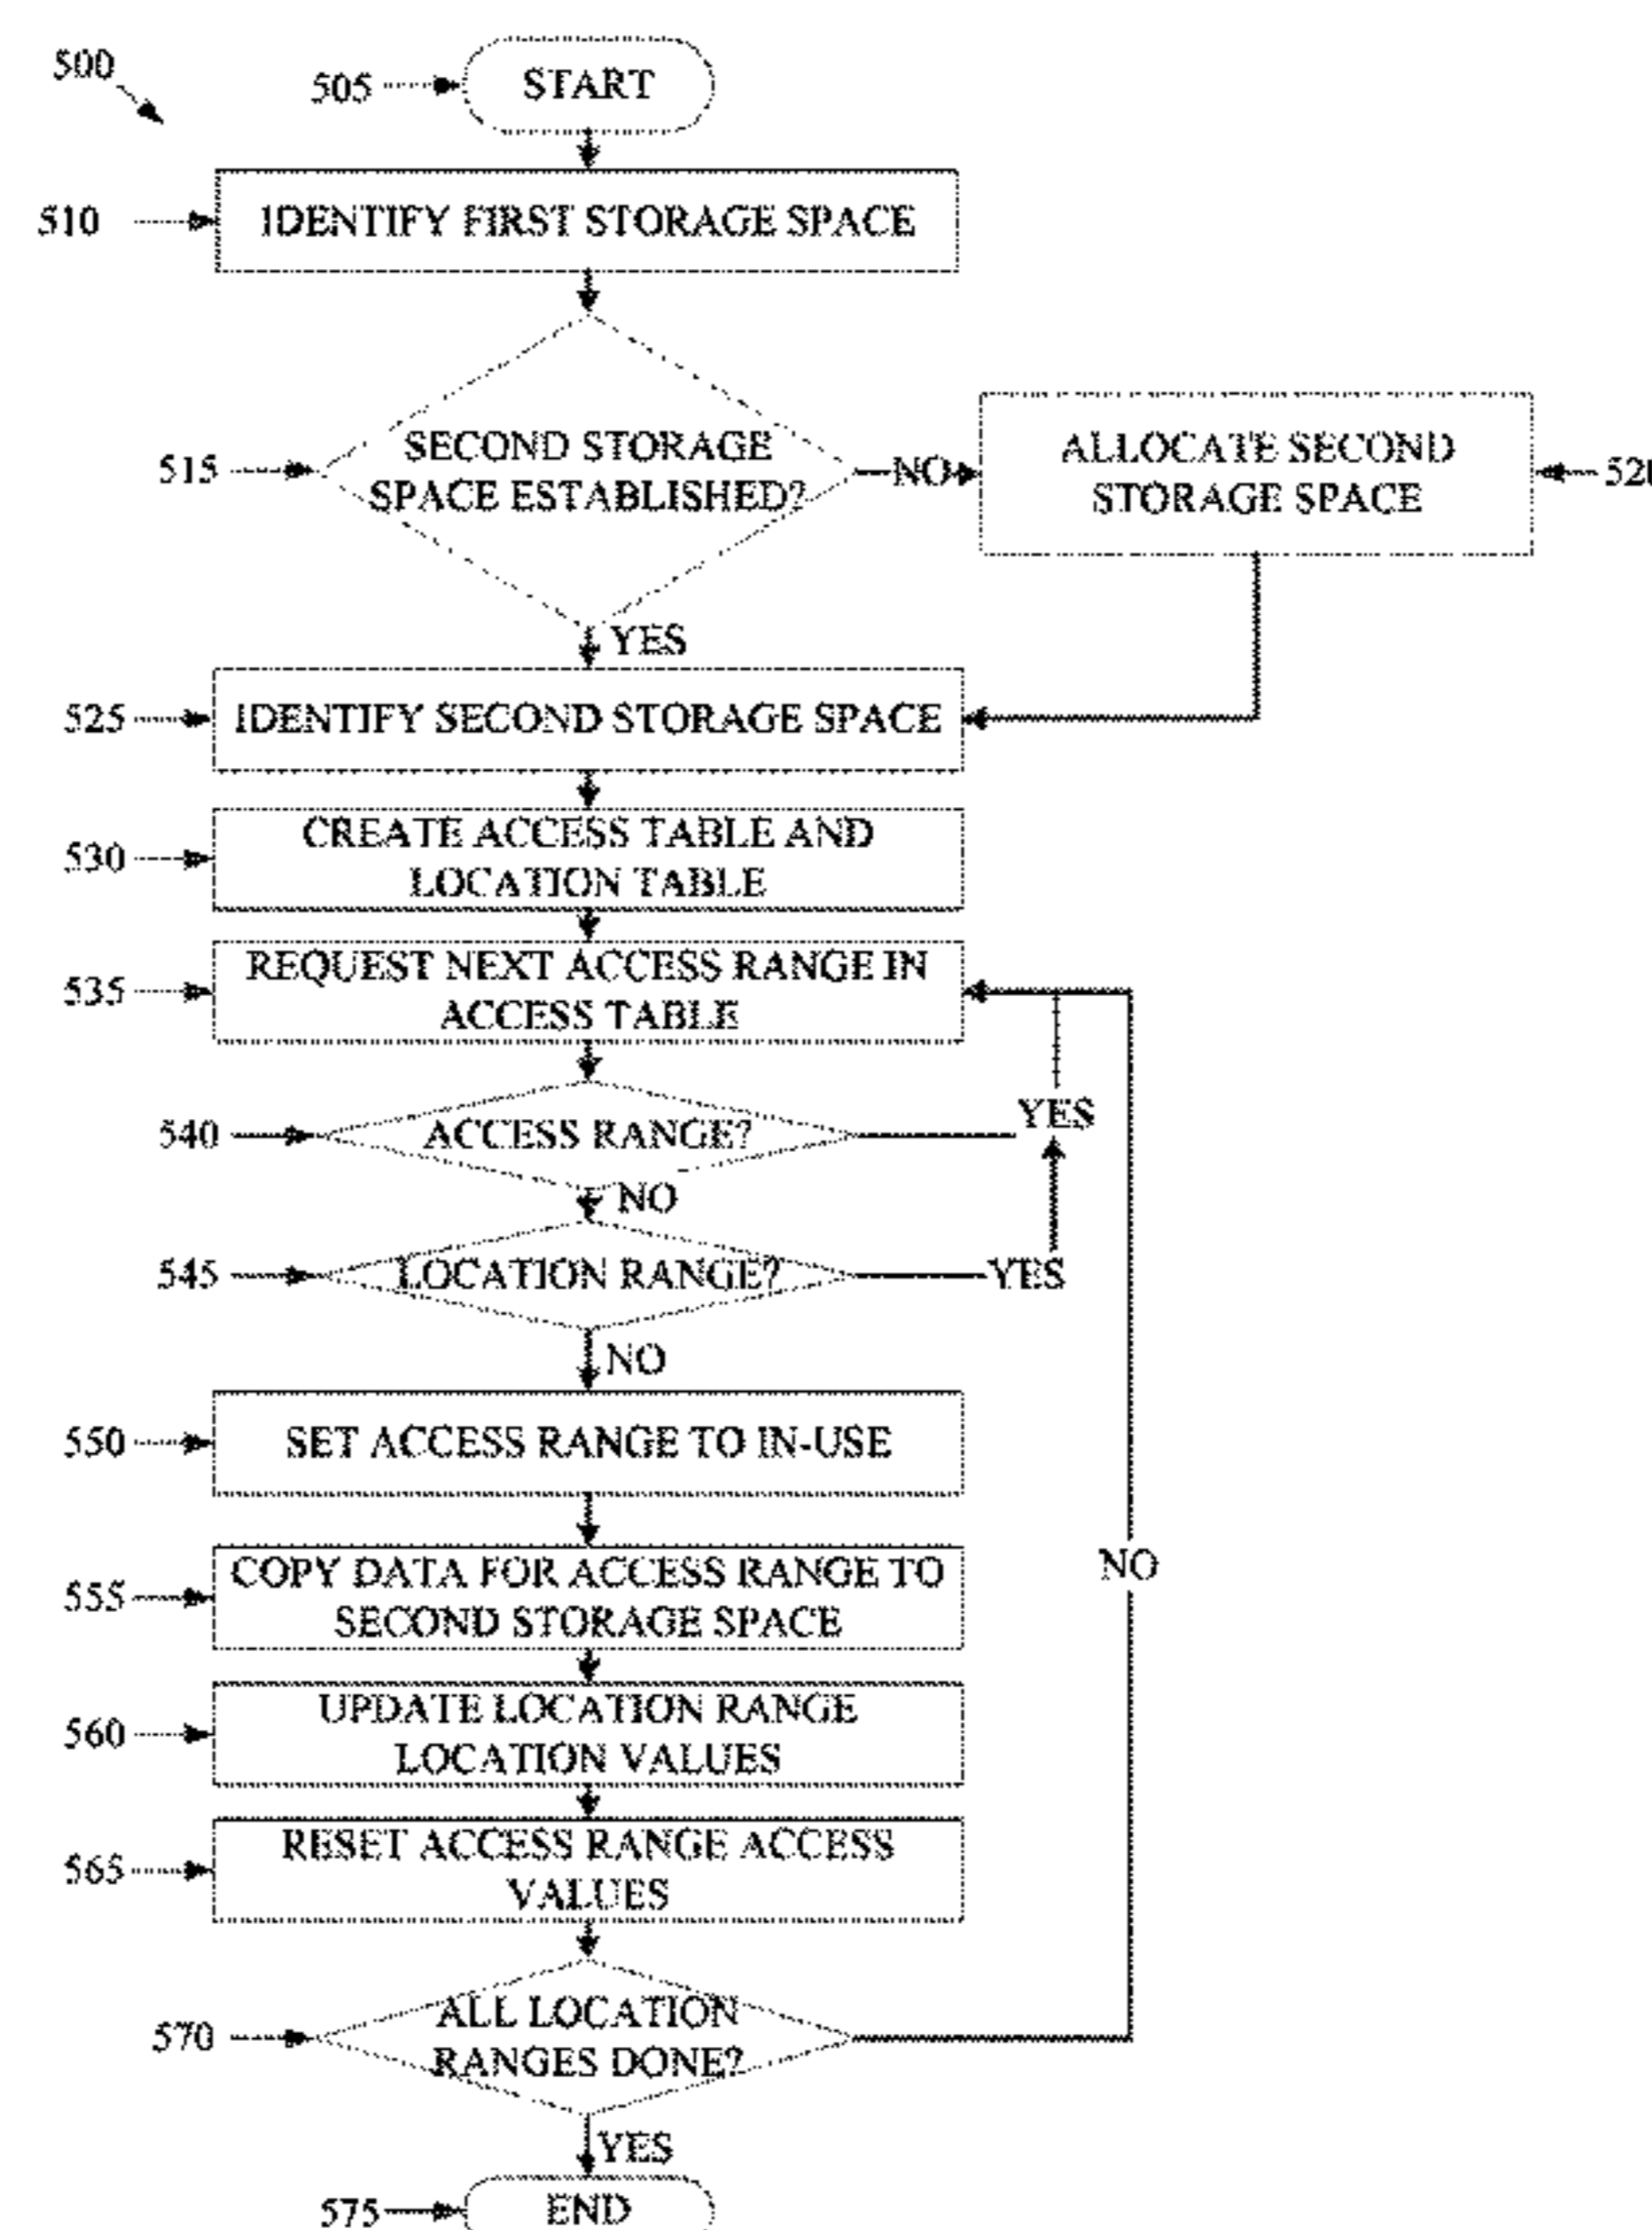 500
505
START
510
IDENTIFY FIRST STORAGE SPACE
515
SECOND STORAGE
SPACE ESTABLISHED?
NO
ALLOCATE SECOND
STORAGE SPACE
YES
525
IDENTIFY SECOND STORAGE SPACE
530
CREATE ACCESS TABLE AND
LOCATION TABLE
535
REQUEST NEXT ACCESS RANGE IN
ACCESS TABLE
540
ACCESS RANGE?
YES
NO
545
LOCATION RANGE?
YES
NO
550
SET ACCESS RANGE TO IN-USE
555
COPY DATA FOR ACCESS RANGE TO
SECOND STORAGE SPACE
NO
560
UPDATE LOCATION RANGE
LOCATION VALUES
565
RESET ACCESS RANGE ACCESS
VALUES
570
ALL LOCATION
RANGES DONE?
YES
575
END